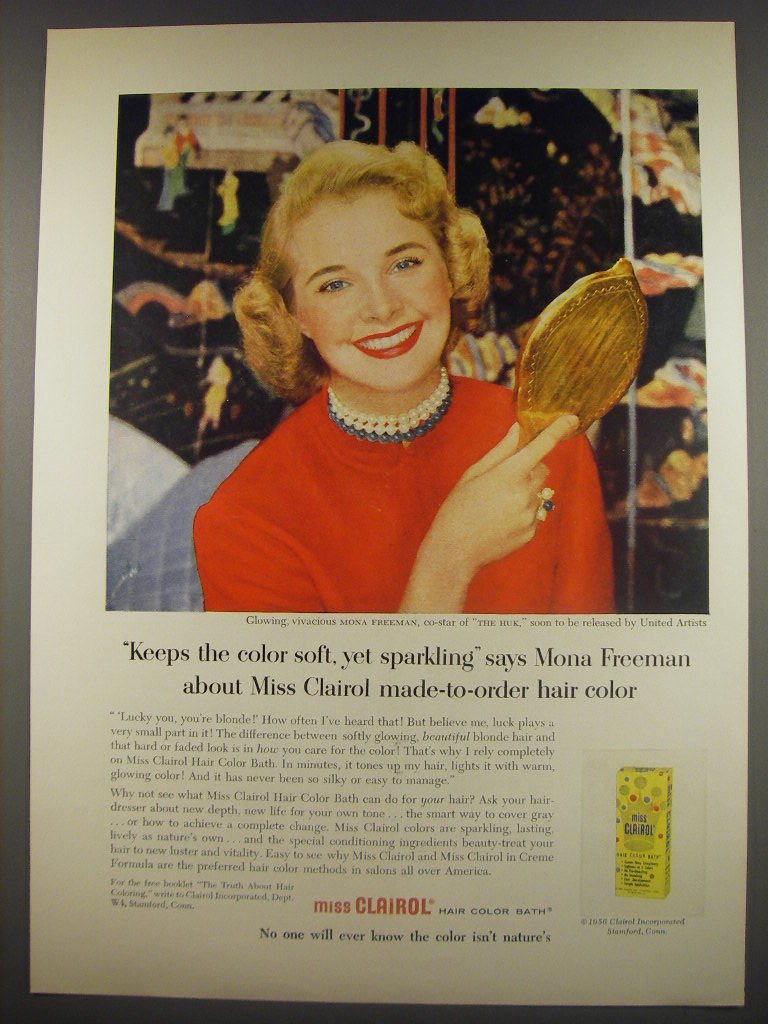 Glowing, vivacious MONA FREEMAN, co-star of "THE HUK," soon to be released by United Artists
"Keeps the color soft, yet sparkling" says Mona Freeman
about Miss Clairol made-to-order hair color
"'Lucky you, you're blonde!' How often I've heard that! But believe me, luck plays a
very small part in it! The difference between softly glowing, beautiful blonde hair and
that hard or faded look is in how you care for the color! That's why I rely completely
on Miss Clairol Hair Color Bath. In minutes, it tones up my hair, lights it with warm,
glowing color! And it has never been so silky or easy to manage."
Why not see what Miss Clairol Hair Color Bath can do for your hair? Ask your hair-
dresser about new depth, new life for your own tone . . . the smart way to cover gray
. . . or how to achieve a complete change. Miss Clairol colors are sparkling, lasting,
lively as nature's own . . . and the special conditioning ingredients beauty-treat your
hair to new luster and vitality. Easy to see why Miss Clairol and Miss Clairol in Creme
Formula are the preferred hair color methods in salons all over America.
For the free booklet "The Truth About Hair
Coloring," write to Clairol Incorporated, Dept.
W4, Stamford, Conn.
miss CLAIROL® HAIR COLOR BATH®
No one will ever know the color isn't nature's
miss
CLAIROL
HAIR COLOR BATH
©1956 Clairol Incorporated
Stamford, Conn.